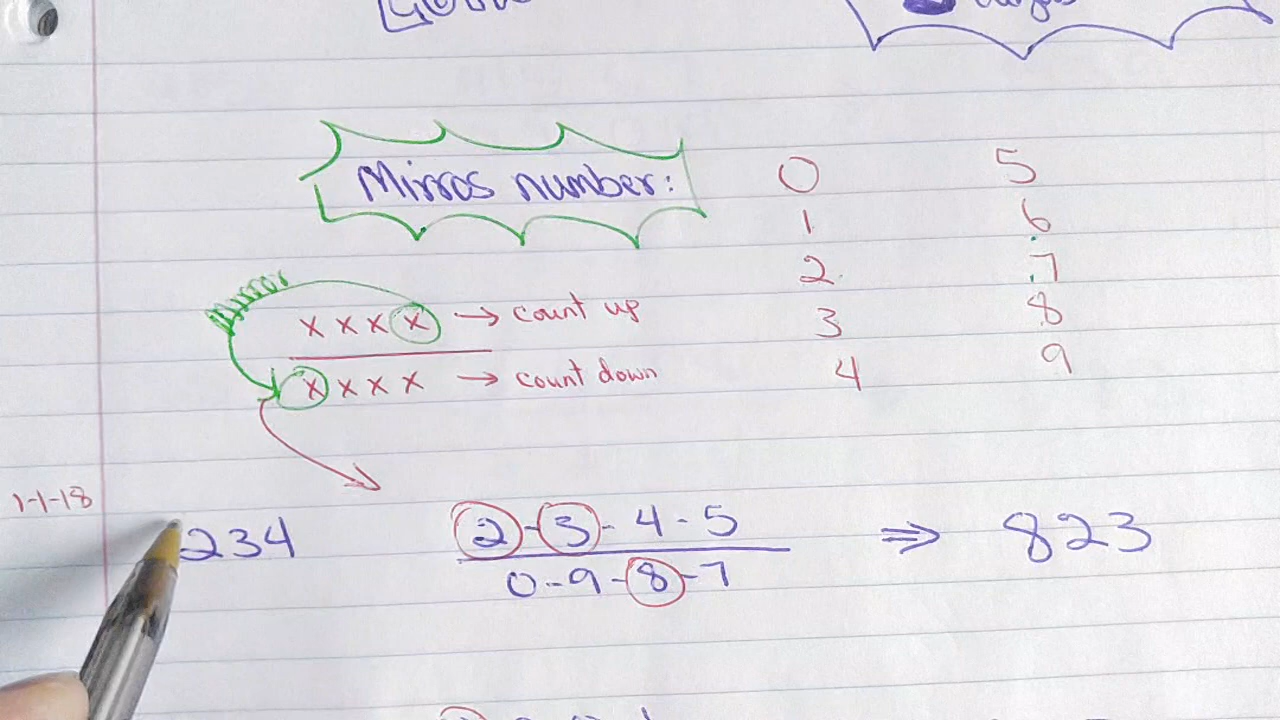 Mirros number:
0 5
1 6
2 7
3 8
4 9
Mirror
x x x x → count up
x x x x → count down
1-1-18
234
2-3-4-5
0-9-8-7
⇒ 823